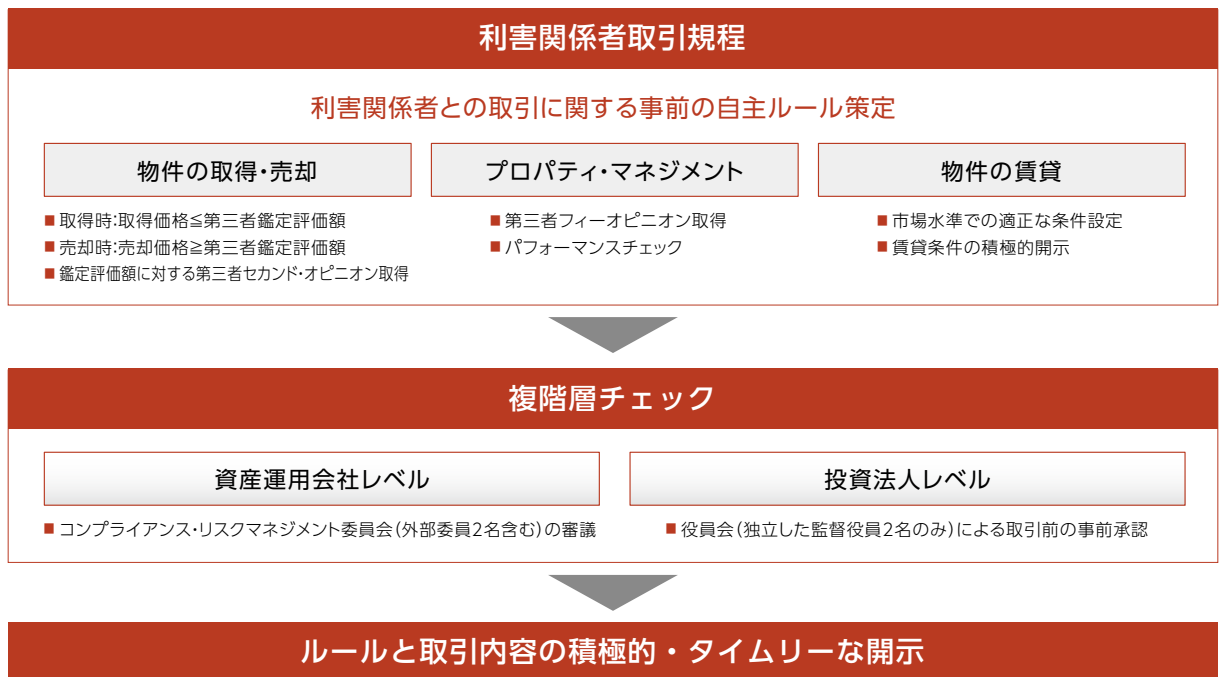 利害関係者取引規程
利害関係者との取引に関する事前の自主ルール策定
物件の取得・売却
■取得時:取得価格≦第三者鑑定評価額
■売却時:売却価格≧第三者鑑定評価額
■鑑定評価額に対する第三者セカンド・オピニオン取得
プロパティ・マネジメント
■第三者フィーオピニオン取得
■パフォーマンスチェック
物件の賃貸
■市場水準での適正な条件設定
■賃貸条件の積極的開示
複階層チェック
資産運用会社レベル
■コンプライアンス・リスクマネジメント委員会(外部委員2名含む)の審議
投資法人レベル
■役員会(独立した監督役員2名のみ)による取引前の事前承認
ルールと取引内容の積極的・タイムリーな開示